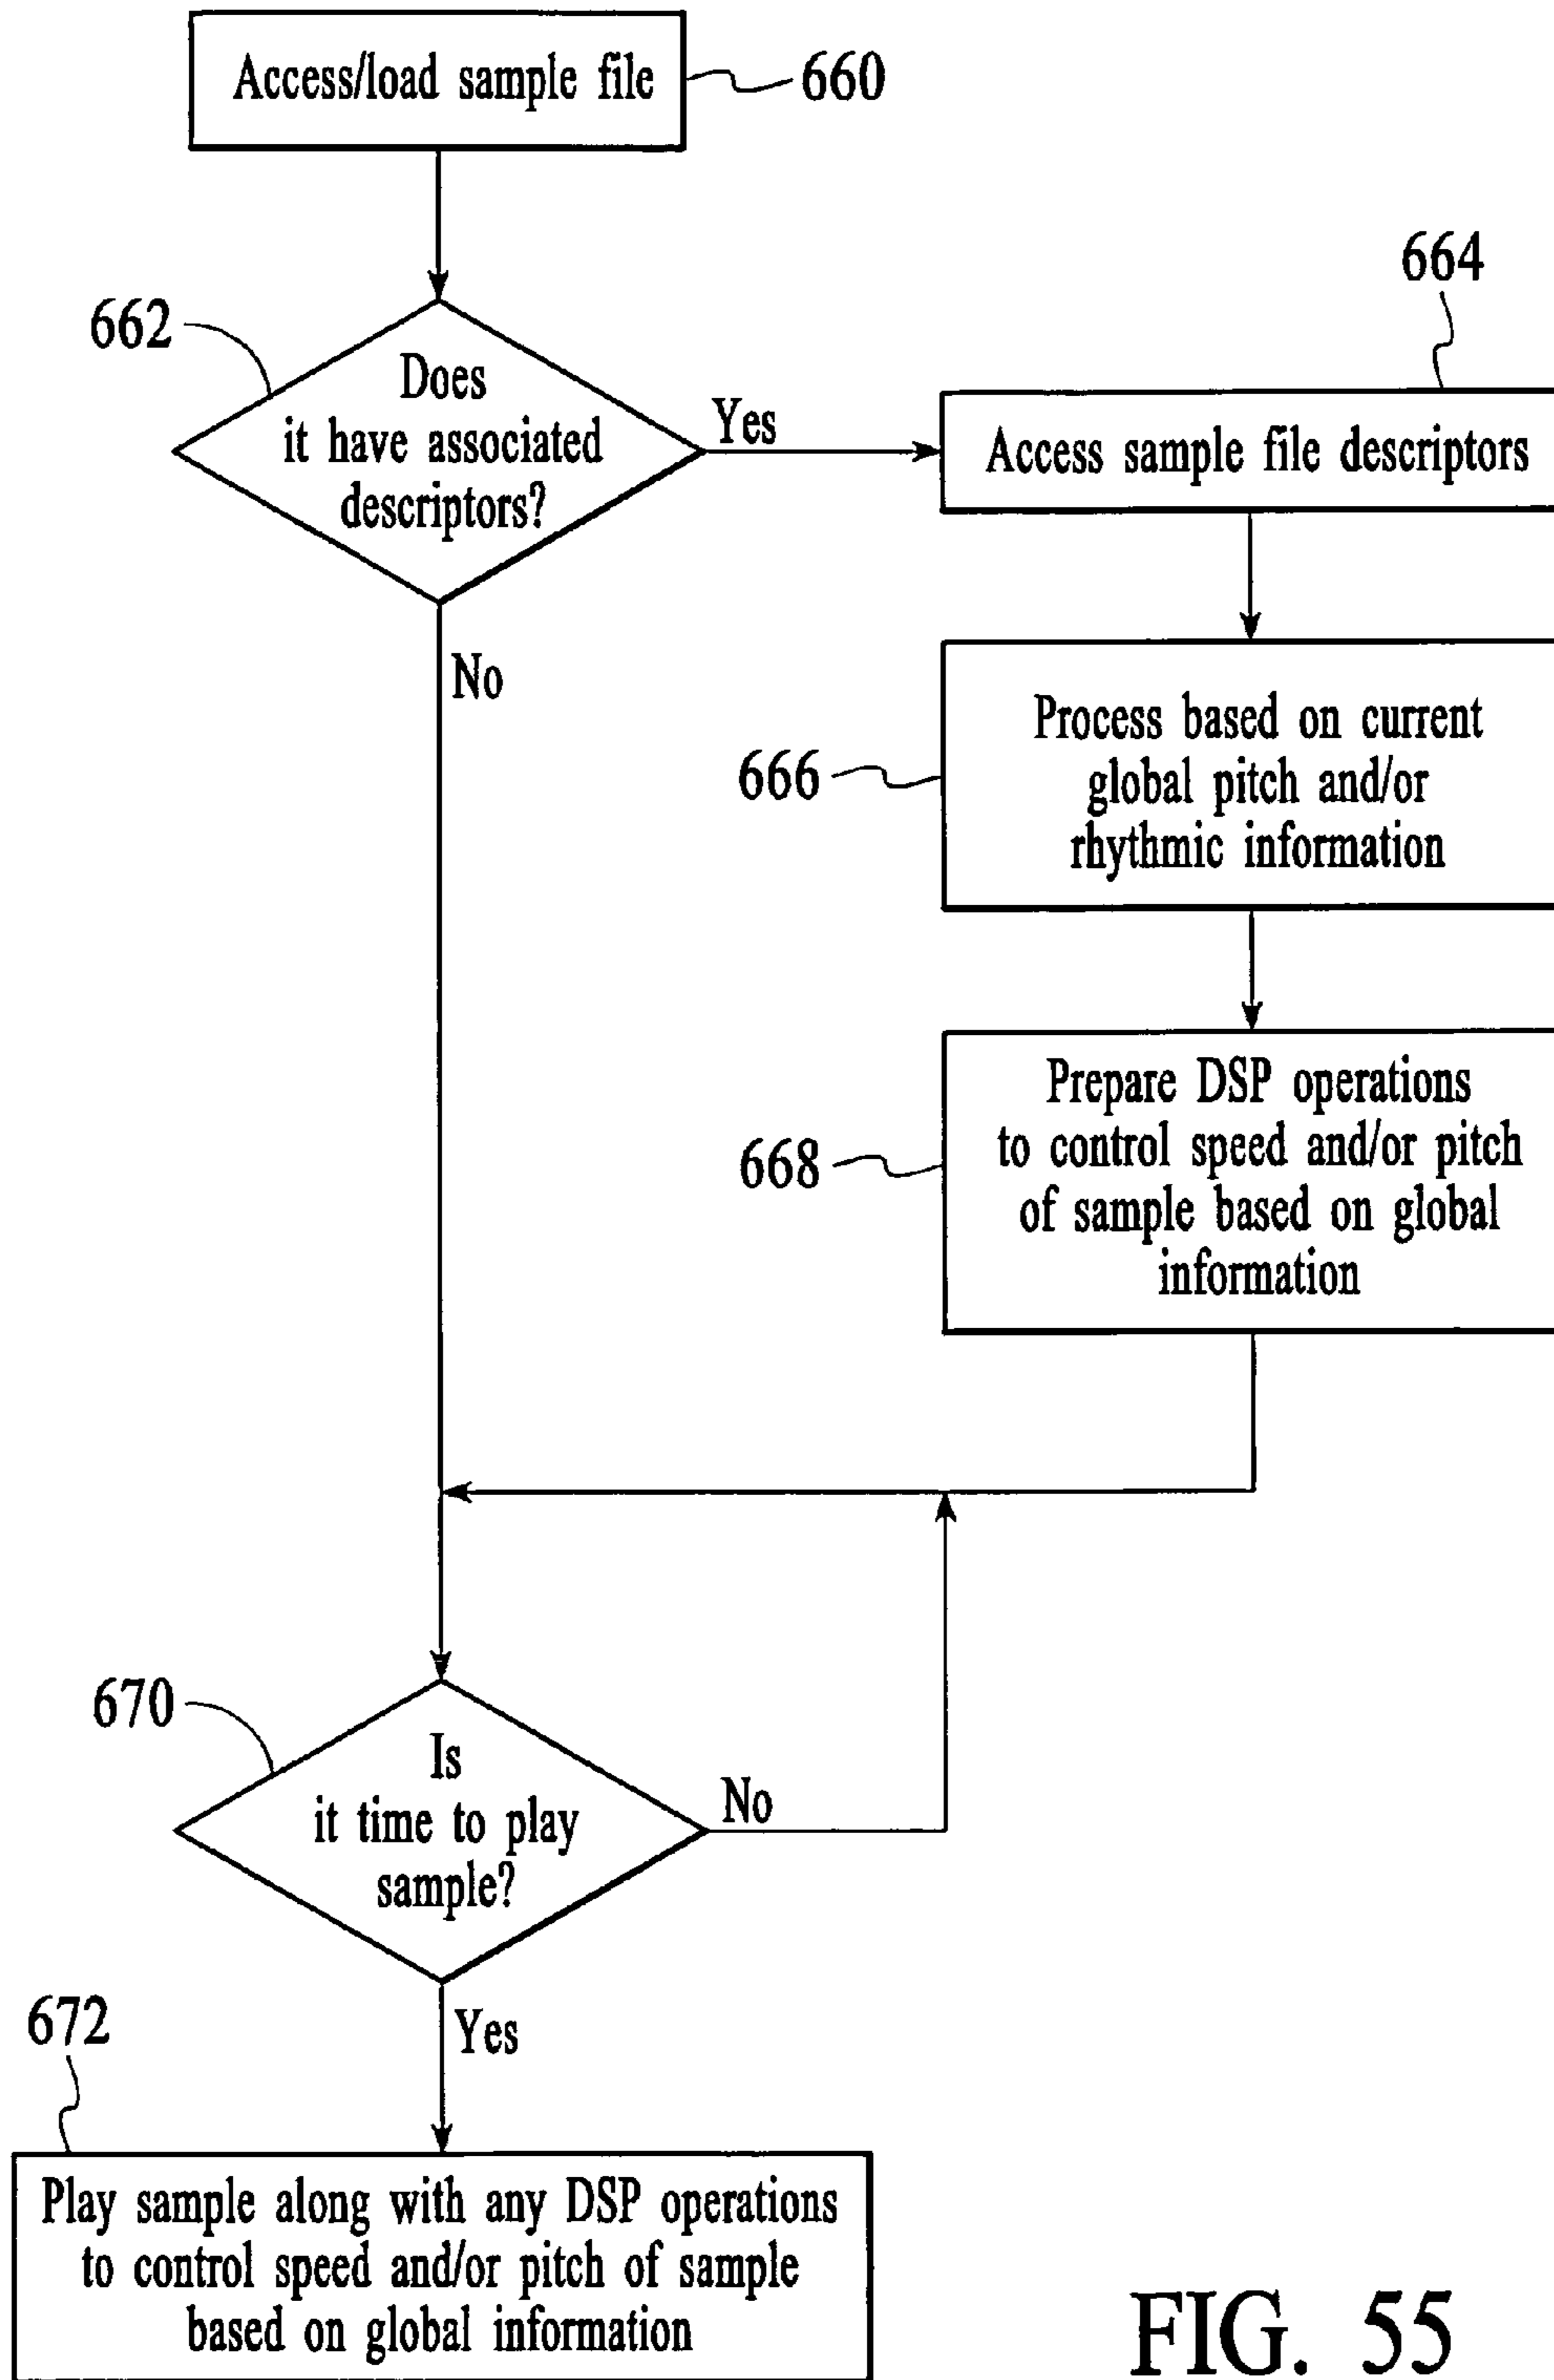 Access/load sample file
660
662
Does
it have associated
descriptors?
Yes
No
664
Access sample file descriptors
666
Process based on current
global pitch and/or
rhythmic information
668
Prepare DSP operations
to control speed and/or pitch
of sample based on global
information
670
Is
it time to play
sample?
No
Yes
672
Play sample along with any DSP operations
to control speed and/or pitch of sample
based on global information
FIG. 55